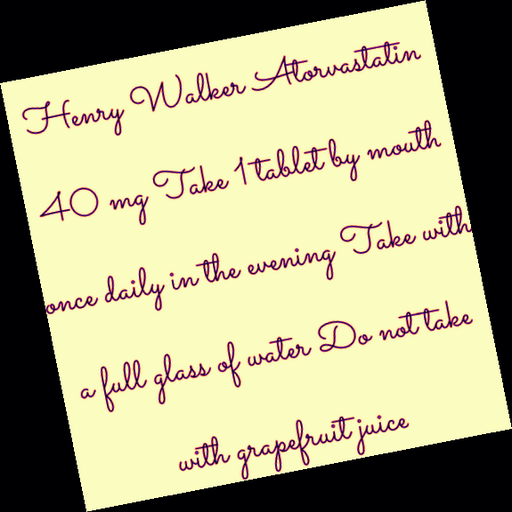 Henry Walker Atorvastatin
40 mg Take 1 tablet by mouth
once daily in the evening Take with
a full glass of water Do not take
with grapefruit juice